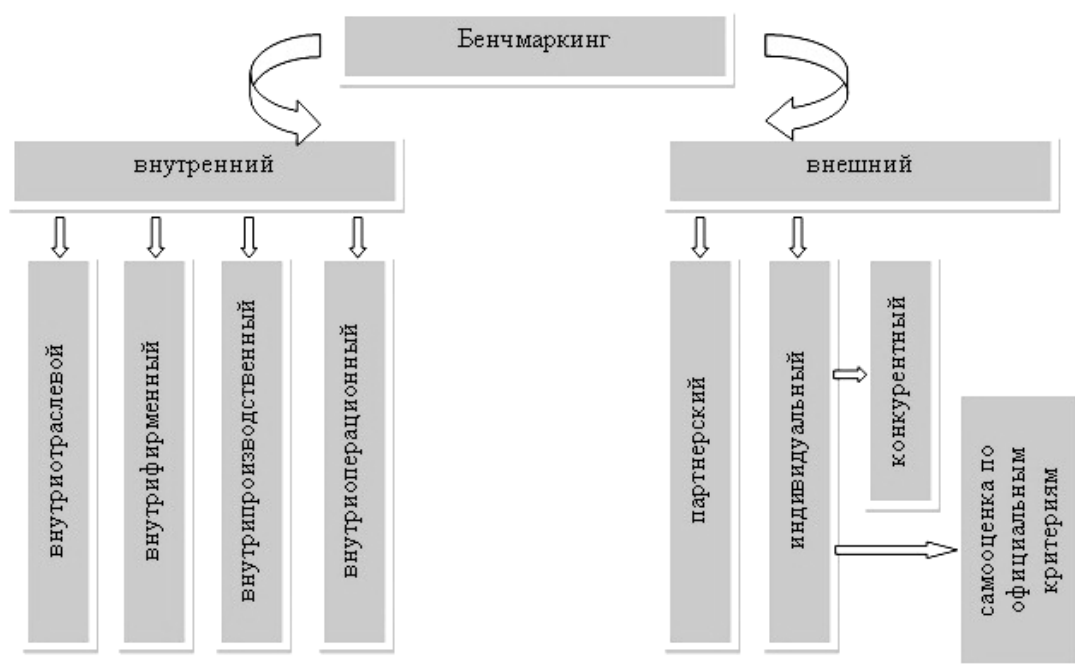 Бенчмаркинг
внутренний
внешний
внутриотраслевой
внутрифирменный
внутрипроизводственный
внутриоперационный
партнерский
индивидуальный
конкурентный
самооценка по
официальным
критериям